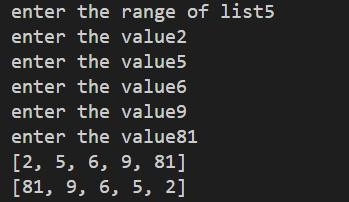 enter the range of list5
enter the value2
enter the value5
enter the value6
enter the value9
enter the value81
[2, 5, 6, 9, 81]
[81, 9, 6, 5, 2]